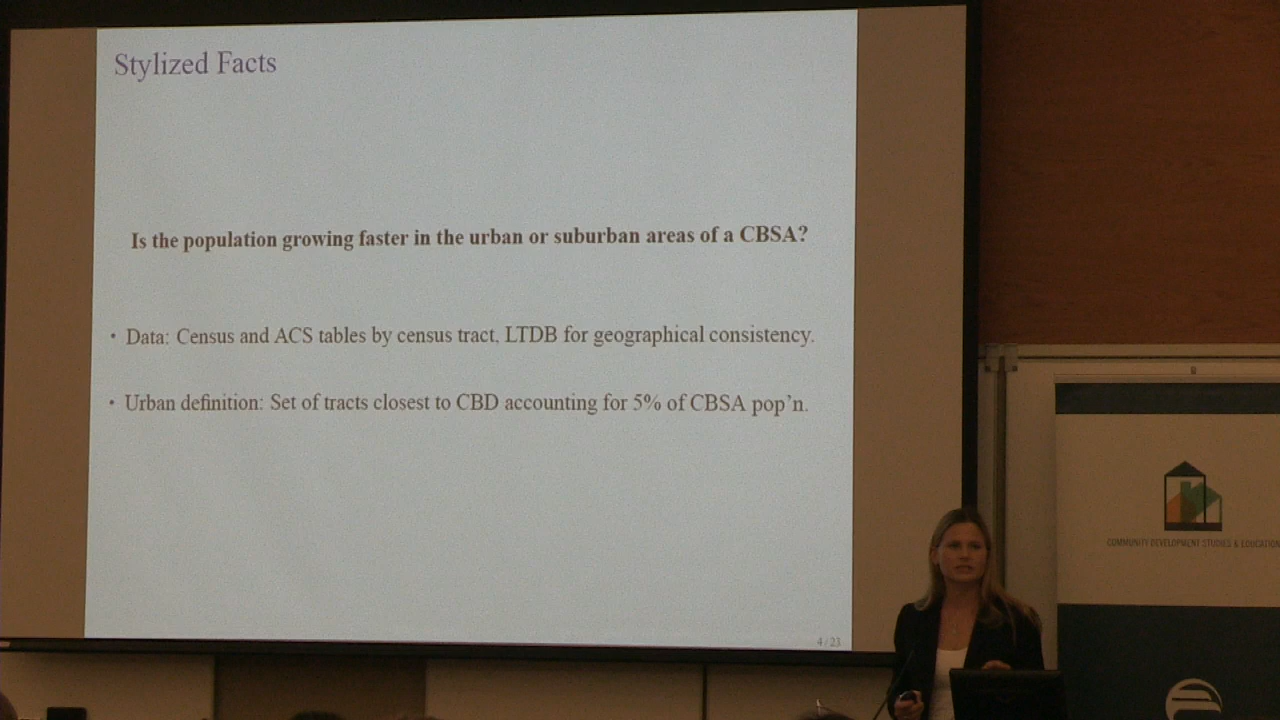 Stylized Facts
Is the population growing faster in the urban or suburban areas of a CBSA?
• Data: Census and ACS tables by census tract, LTDB for geographical consistency.
• Urban definition: Set of tracts closest to CBD accounting for 5% of CBSA pop'n.
4 / 23
COMMUNITY DEVELOPMENT STUDIES & EDUCATION